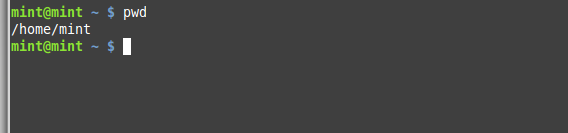 mint@mint ~ $ pwd
/home/mint
mint@mint ~ $